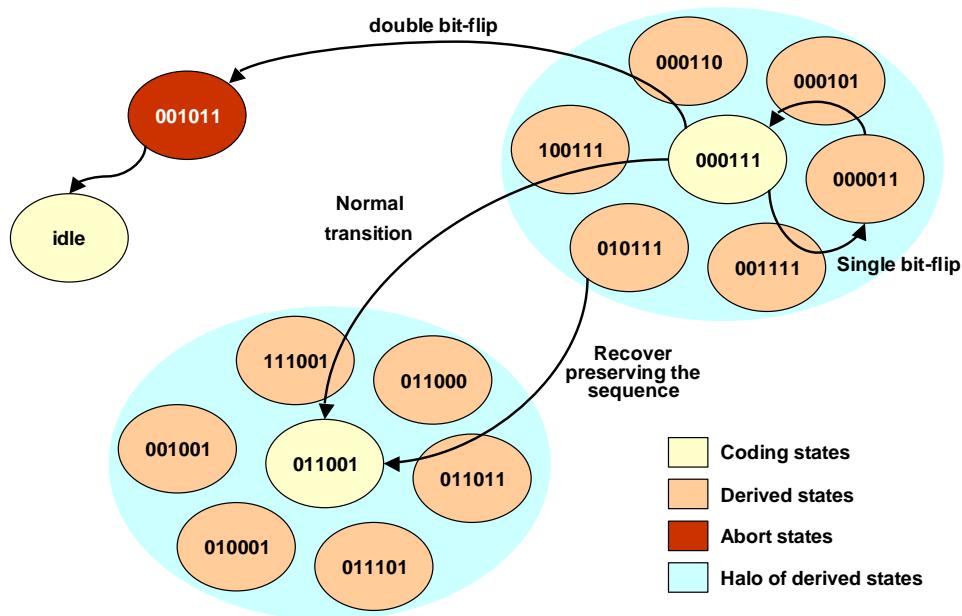 double bit-flip
000110
000101
001011
100111
000111
000011
idle
Normal
transition
010111
001111
Single bit-flip
111001
011000
Recover
preserving the
sequence
001001
011001
011011
010001
011101
Coding states
Derived states
Abort states
Halo of derived states